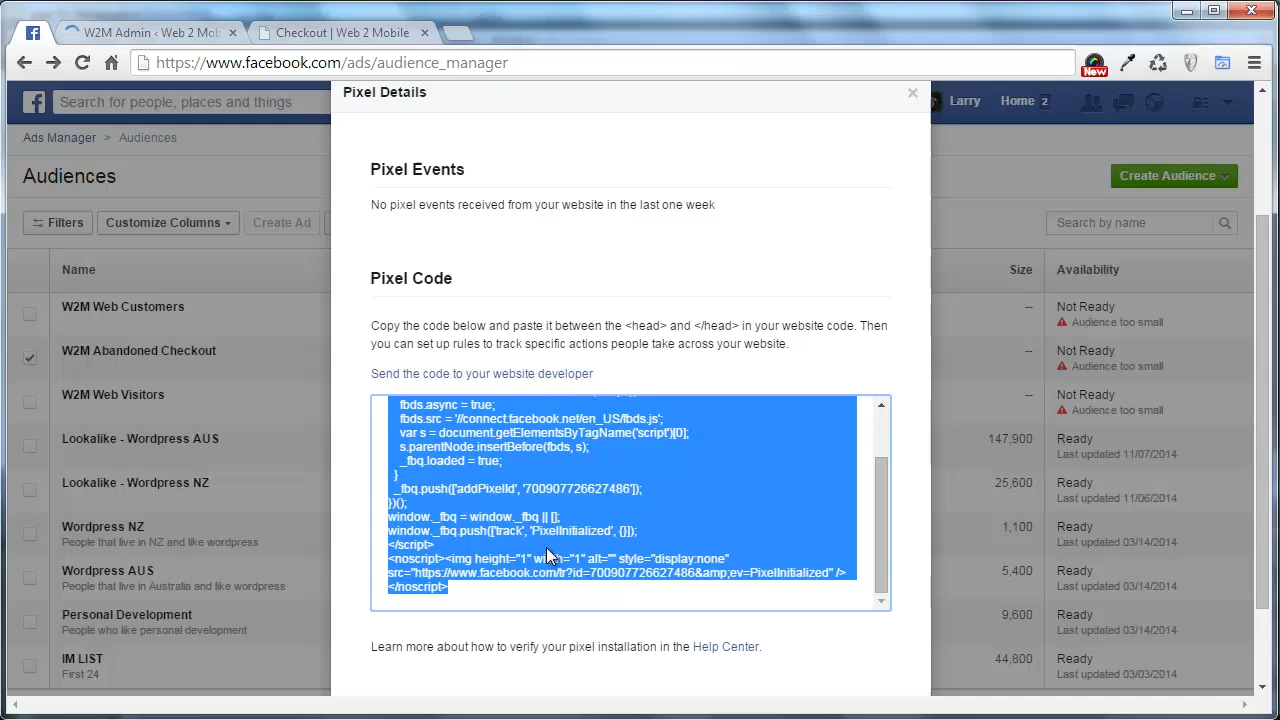 W2M Admin ‹ Web 2 Mob
Checkout | Web 2 Mobile
https://www.facebook.com/ads/audience_manager
New
Search for people, places and things
Larry
Home 2
Ads Manager > Audiences
Audiences
Create Audience
Filters
Customize Columns
Create Ad
Search by name
Name
Size
Availability
W2M Web Customers
--
Not Ready
Audience too small
W2M Abandoned Checkout
--
Not Ready
Audience too small
W2M Web Visitors
--
Not Ready
Audience too small
Lookalike - Wordpress AUS
147,900
Ready
Last updated 11/07/2014
Lookalike - Wordpress NZ
25,600
Ready
Last updated 11/06/2014
Wordpress NZ
People that live in NZ and like wordpress
1,100
Ready
Last updated 03/14/2014
Wordpress AUS
People that live in Australia and like wordpress
5,400
Ready
Last updated 03/14/2014
Personal Development
People who like personal development
9,600
Ready
Last updated 03/14/2014
IM LIST
First 24
44,800
Ready
Last updated 03/03/2014
Pixel Details
Pixel Events
No pixel events received from your website in the last one week
Pixel Code
Copy the code below and paste it between the <head> and </head> in your website code. Then
you can set up rules to track specific actions people take across your website.
Send the code to your website developer
fbds.async = true;
fbds.src = '//connect.facebook.net/en_US/fbds.js';
var s = document.getElementsByTagName('script')[0];
s.parentNode.insertBefore(fbds, s);
_fbq.loaded = true;
}
_fbq.push(['addPixelId', '700907726627486']);
})();
window._fbq = window._fbq || [];
window._fbq.push(['track', 'PixelInitialized', {}]);
</script>
<noscript><img height="1" width="1" alt="" style="display:none"
src="https://www.facebook.com/tr?id=700907726627486&amp;ev=PixelInitialized" />
</noscript>
Learn more about how to verify your pixel installation in the Help Center.